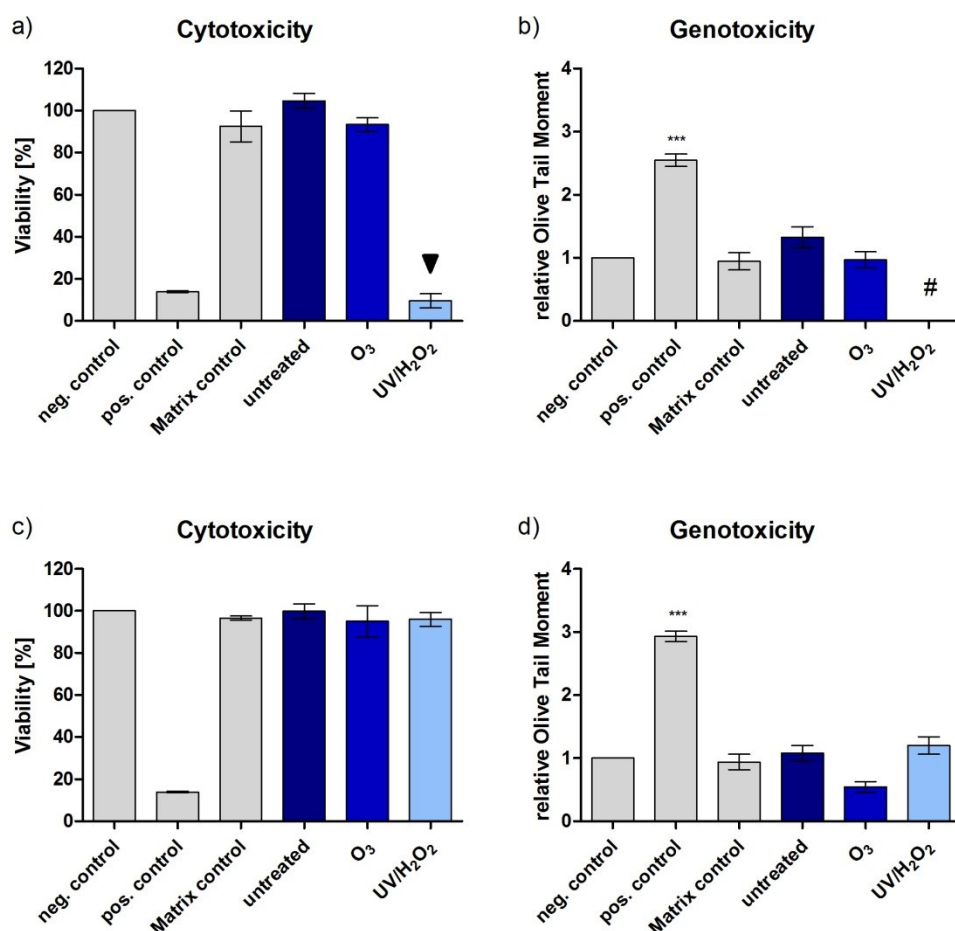 a)
Cytotoxicity
Viability [%]
120
100
80
60
40
20
0
neg. control
pos. control
Matrix control
untreated
O₃
UV/H₂O₂
b)
Genotoxicity
relative Olive Tail Moment
4
3
2
1
0
***
#
neg. control
pos. control
Matrix control
untreated
O₃
UV/H₂O₂
c)
Cytotoxicity
Viability [%]
120
100
80
60
40
20
0
neg. control
pos. control
Matrix control
untreated
O₃
UV/H₂O₂
d)
Genotoxicity
relative Olive Tail Moment
4
3
2
1
0
***
neg. control
pos. control
Matrix control
untreated
O₃
UV/H₂O₂